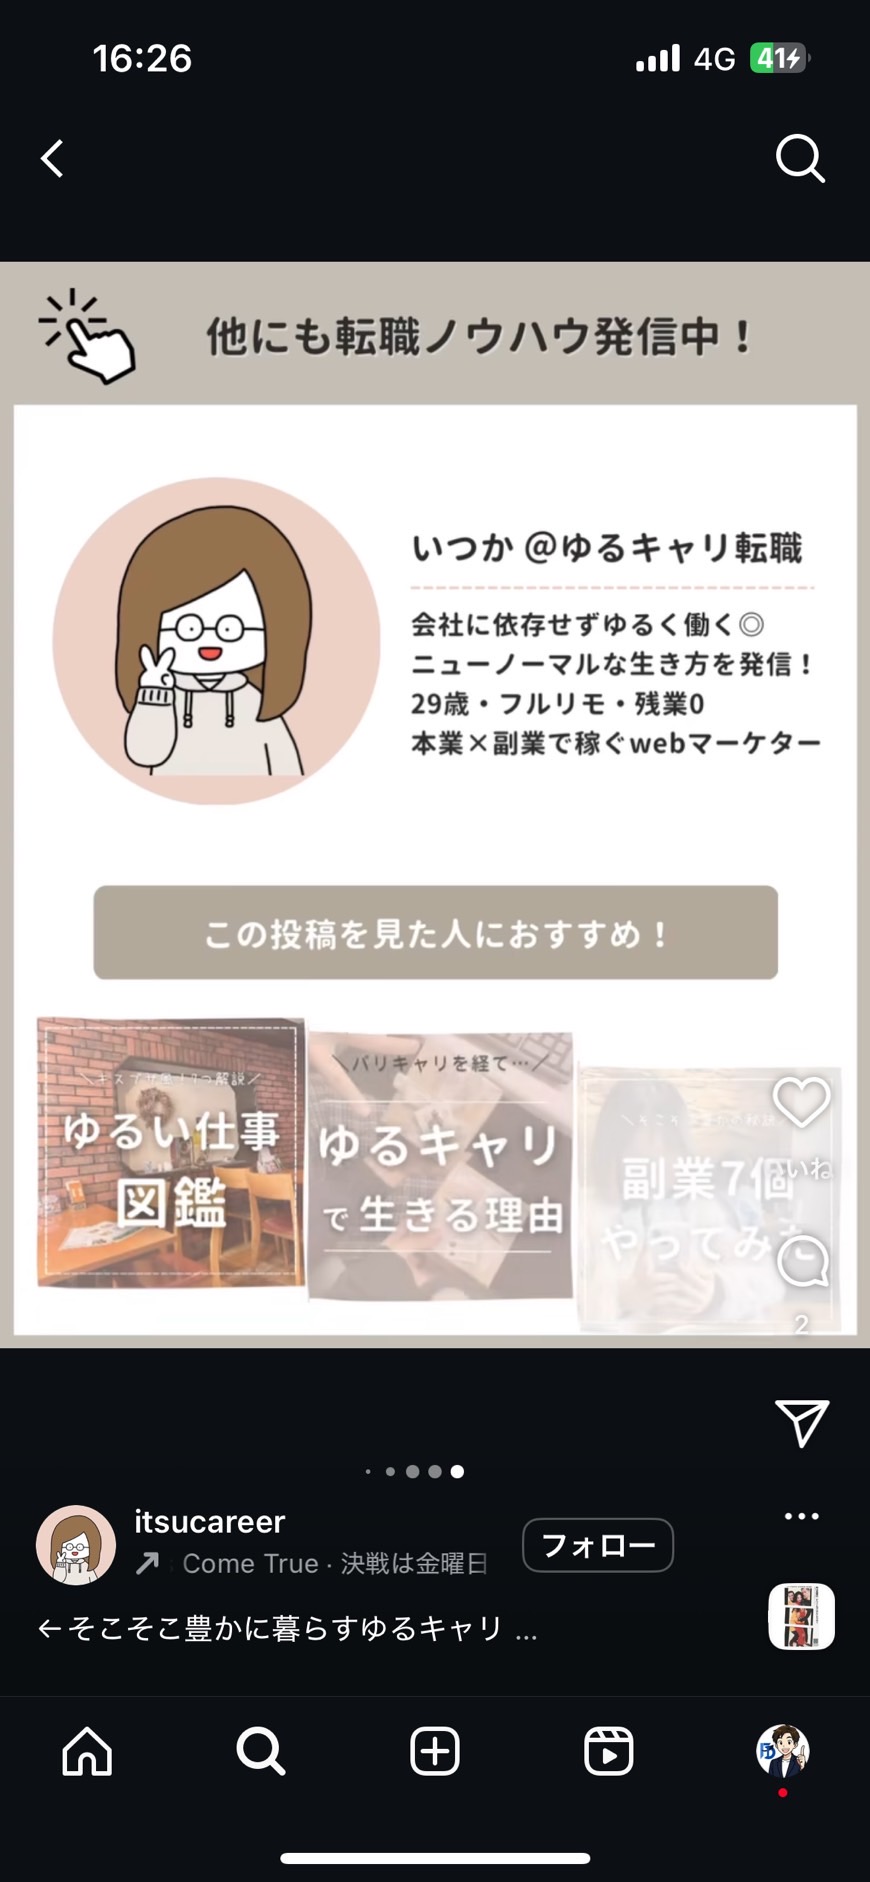 16:26
4G 41
他にも転職ノウハウ発信中！
いつか @ゆるキャリ転職
会社に依存せずゆるく働く◎
ニューノーマルな生き方を発信！
29歳・フルリモ・残業0
本業×副業で稼ぐwebマーケター
この投稿を見た人におすすめ！
ゆるい仕事
図鑑
＼バリキャリを経て…／
ゆるキャリ
で生きる理由
副業7個
やってみた
いいね
2
itsucareer
フォロー
Come True · 決戦は金曜日
←そこそこ豊かに暮らすゆるキャリ ...